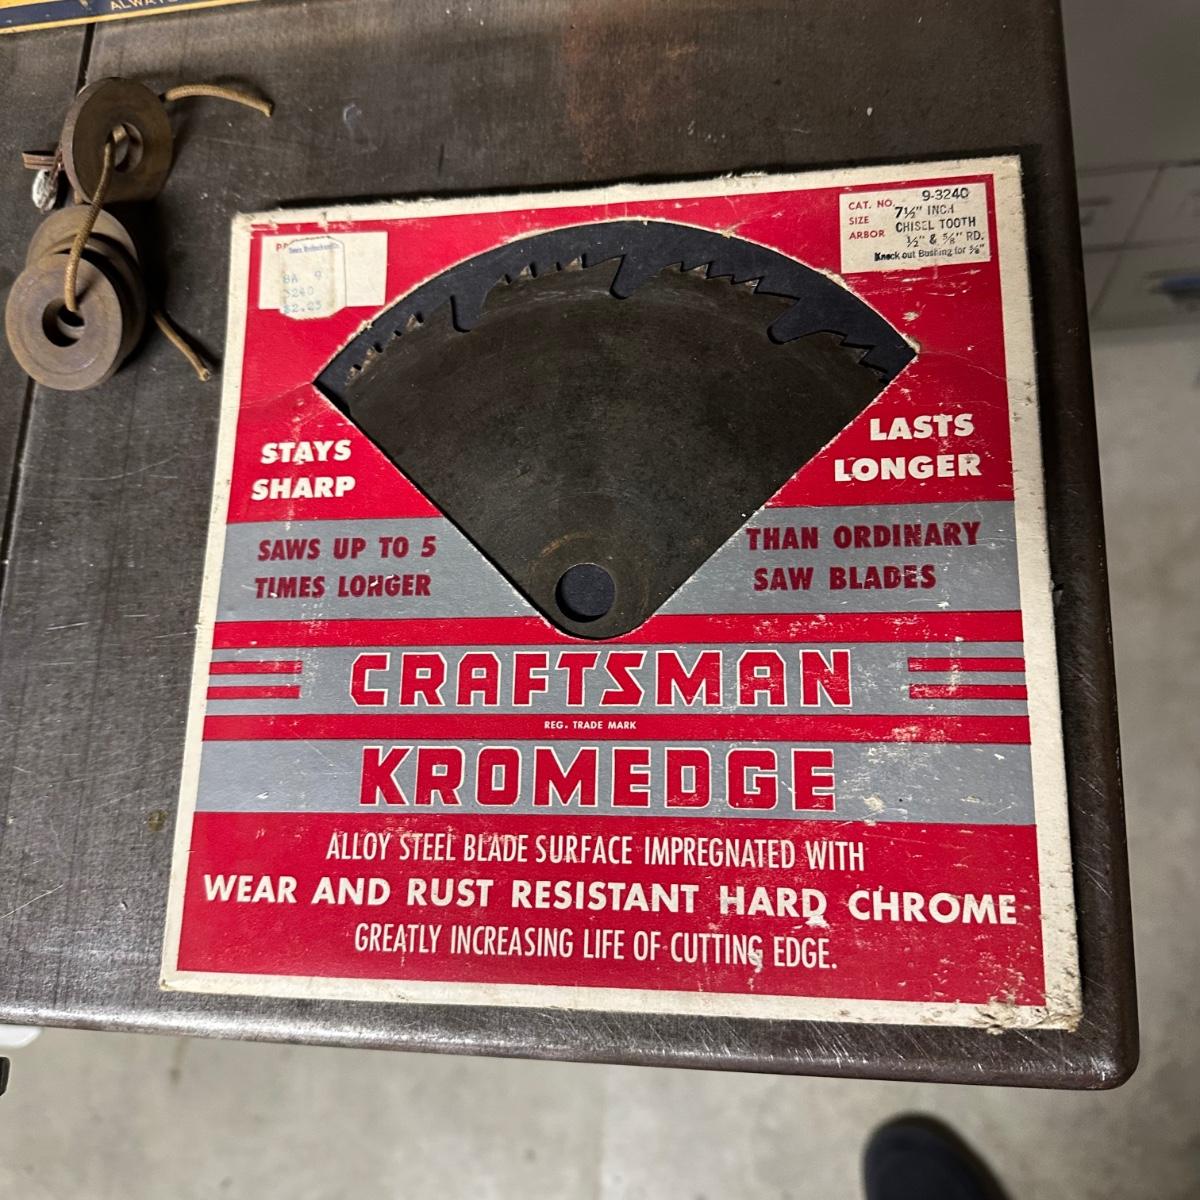 ALWAYS
CAT. NO. 9-3240
SIZE 7½" INCH
CHISEL TOOTH
ARBOR ½" & ⅝" RD.
Knock out Bushing for ⅝"
8A 9
3240
$2.25
STAYS
SHARP
LASTS
LONGER
SAWS UP TO 5
TIMES LONGER
THAN ORDINARY
SAW BLADES
CRAFTSMAN
REG. TRADE MARK
KROMEDGE
ALLOY STEEL BLADE SURFACE IMPREGNATED WITH
WEAR AND RUST RESISTANT HARD CHROME
GREATLY INCREASING LIFE OF CUTTING EDGE.